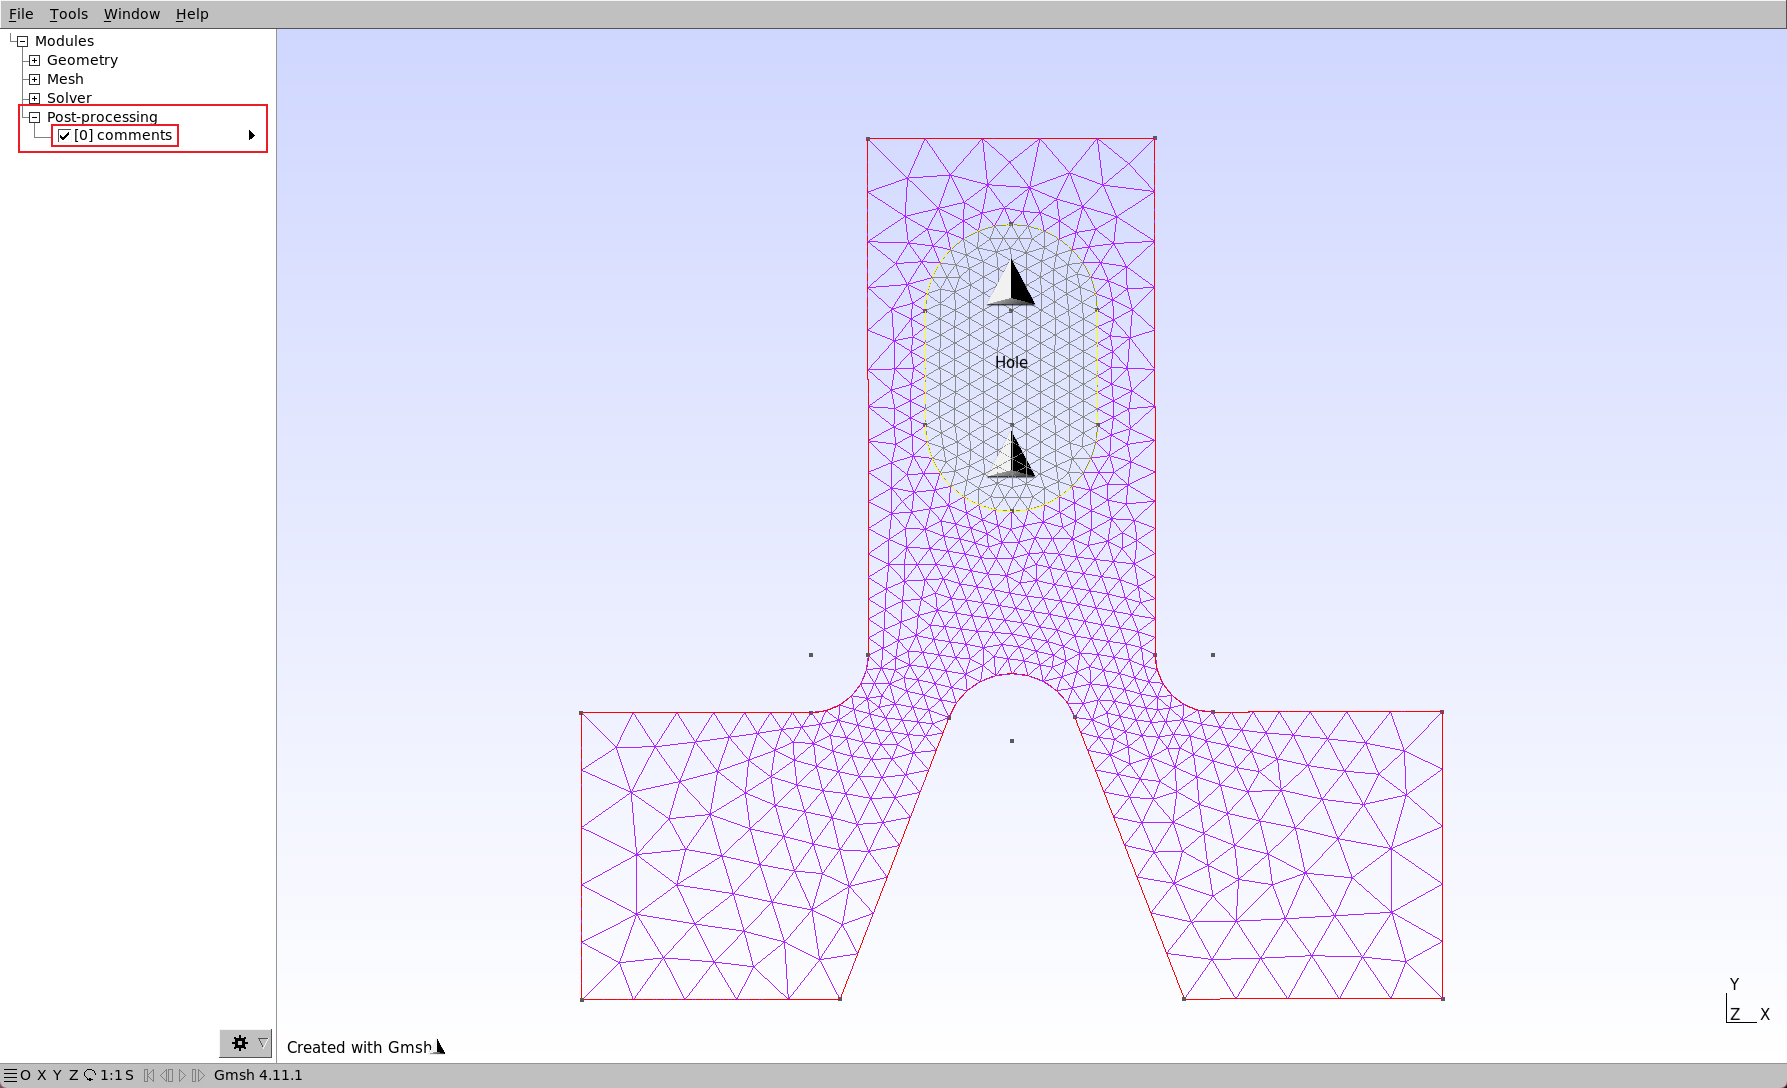 File Tools Window Help
Modules
Geometry
Mesh
Solver
Post-processing
[0] comments
Hole
Y
Z X
Created with Gmsh
O X Y Z 1:1 S Gmsh 4.11.1